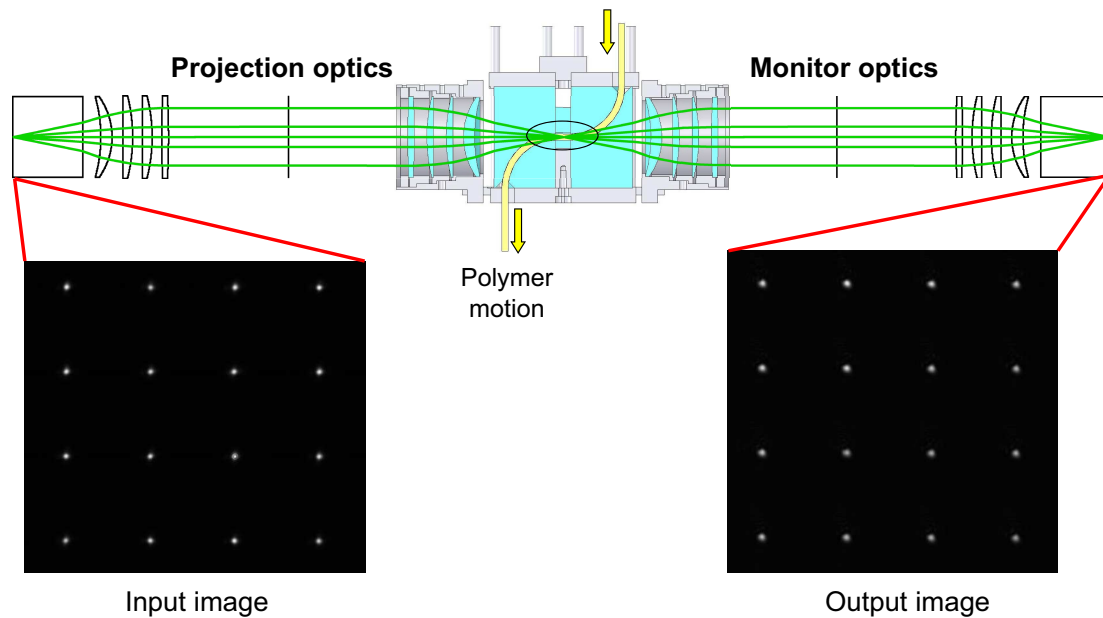 Projection optics
Monitor optics
Polymer
motion
Input image
Output image